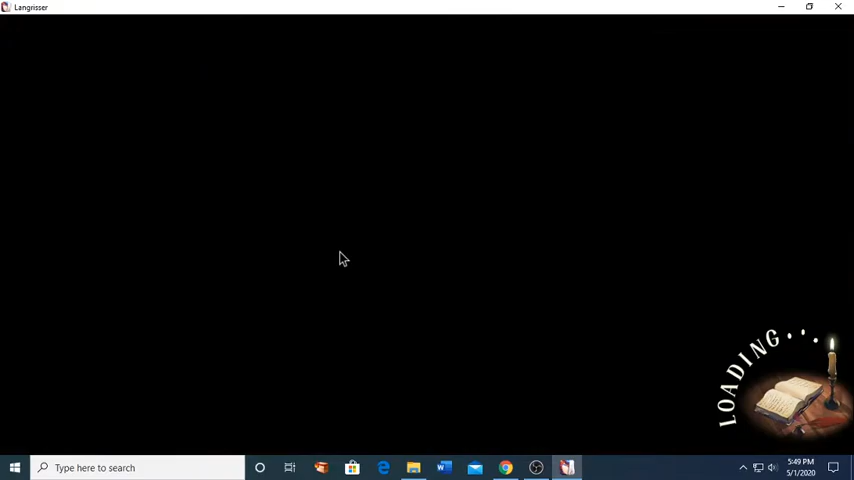 Langrisser
LOADING...
Type here to search
5:49 PM
5/1/2020